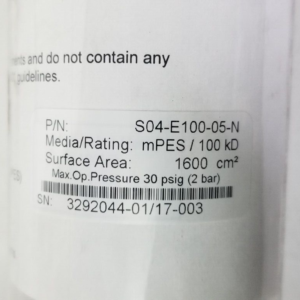 and do not contain any
guidelines.
P/N: S04-E100-05-N
Media/Rating: mPES / 100 kD
Surface Area: 1600 cm²
Max.Op.Pressure 30 psig (2 bar)
SN: 3292044-01/17-003